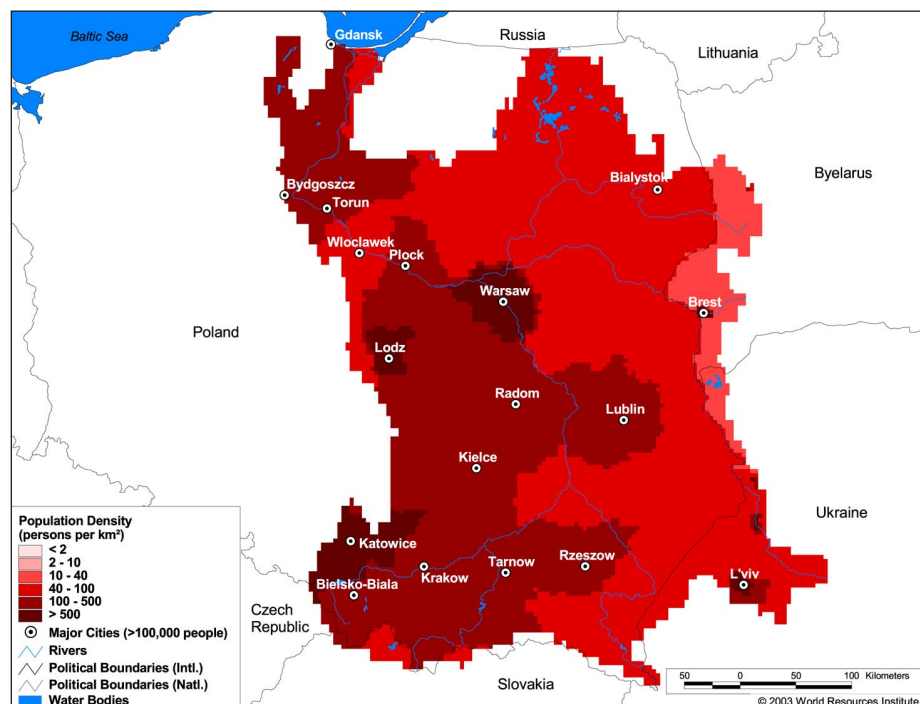 Baltic Sea
Gdansk
Russia
Lithuania
Byelarus
Bialystok
Bydgoszcz
Torun
Wloclawek
Plock
Warsaw
Brest
Poland
Lodz
Radom
Lublin
Kielce
Ukraine
Katowice
Krakow
Tarnow
Rzeszow
L'viv
Bielsko-Biala
Czech
Republic
Slovakia
Population Density
(persons per km²)
< 2
2 - 10
10 - 40
40 - 100
100 - 500
> 500
Major Cities (>100,000 people)
Rivers
Political Boundaries (Intl.)
Political Boundaries (Natl.)
Water Bodies
50 0 50 100 Kilometers
© 2003 World Resources Institute